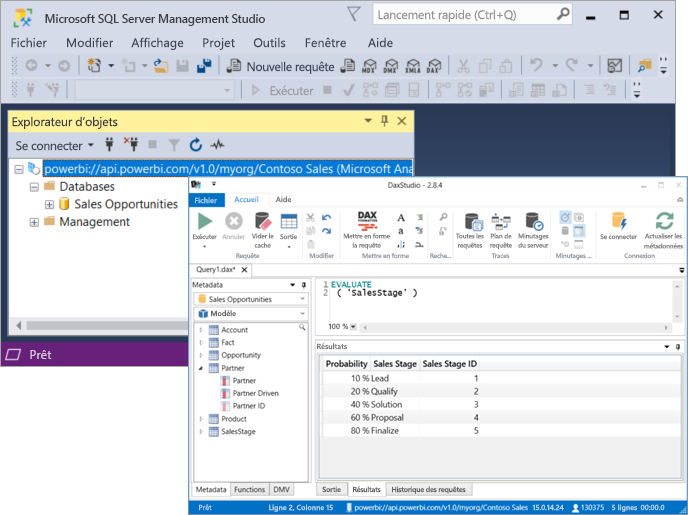 Microsoft SQL Server Management Studio
Lancement rapide (Ctrl+Q)
Fichier Modifier Affichage Projet Outils Fenêtre Aide
Nouvelle requête MDX DMX XMLA DAX
Exécuter
Explorateur d'objets
Se connecter
powerbi://api.powerbi.com/v1.0/myorg/Contoso Sales (Microsoft Ana
Databases
Sales Opportunities
Management
Prêt
DaxStudio - 2.8.4
Fichier Accueil Aide
Exécuter
Annuler
Vider le cache
Sortie
Requête
Modifier
DAX FORMATTER
Mettre en forme la requête
Mettre en forme
Reche...
Toutes les requêtes
Plan de requête
Minutages du serveur
Traces
Minutages ...
Se connecter
Actualiser les métadonnées
Connexion
Query1.dax*
Metadata
Sales Opportunities
Modèle
Account
Fact
Opportunity
Partner
Partner
Partner Driven
Partner ID
Product
SalesStage
Metadata Functions DMV
1 EVALUATE
2 ( 'SalesStage' )
100 %
Résultats
Probability Sales Stage Sales Stage ID
10 % Lead 1
20 % Qualify 2
40 % Solution 3
60 % Proposal 4
80 % Finalize 5
Sortie Résultats Historique des requêtes
Prêt Ligne 2, Colonne 15 powerbi://api.powerbi.com/v1.0/myorg/Contoso Sales 15.0.14.24 130375 5 lignes 00:00.0